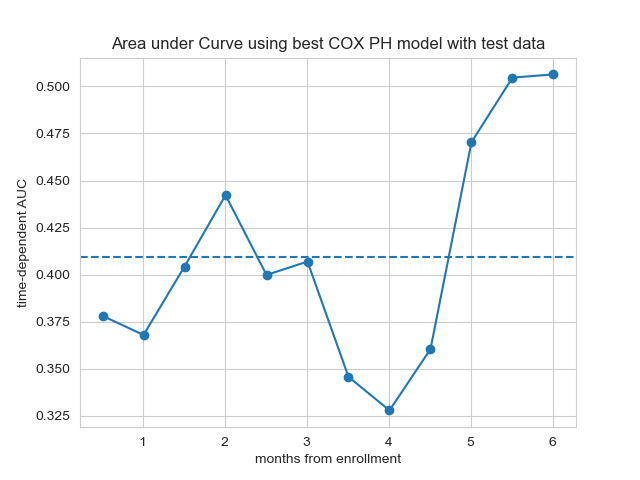 Area under Curve using best COX PH model with test data
time-dependent AUC
0.500
0.475
0.450
0.425
0.400
0.375
0.350
0.325
1 2 3 4 5 6
months from enrollment